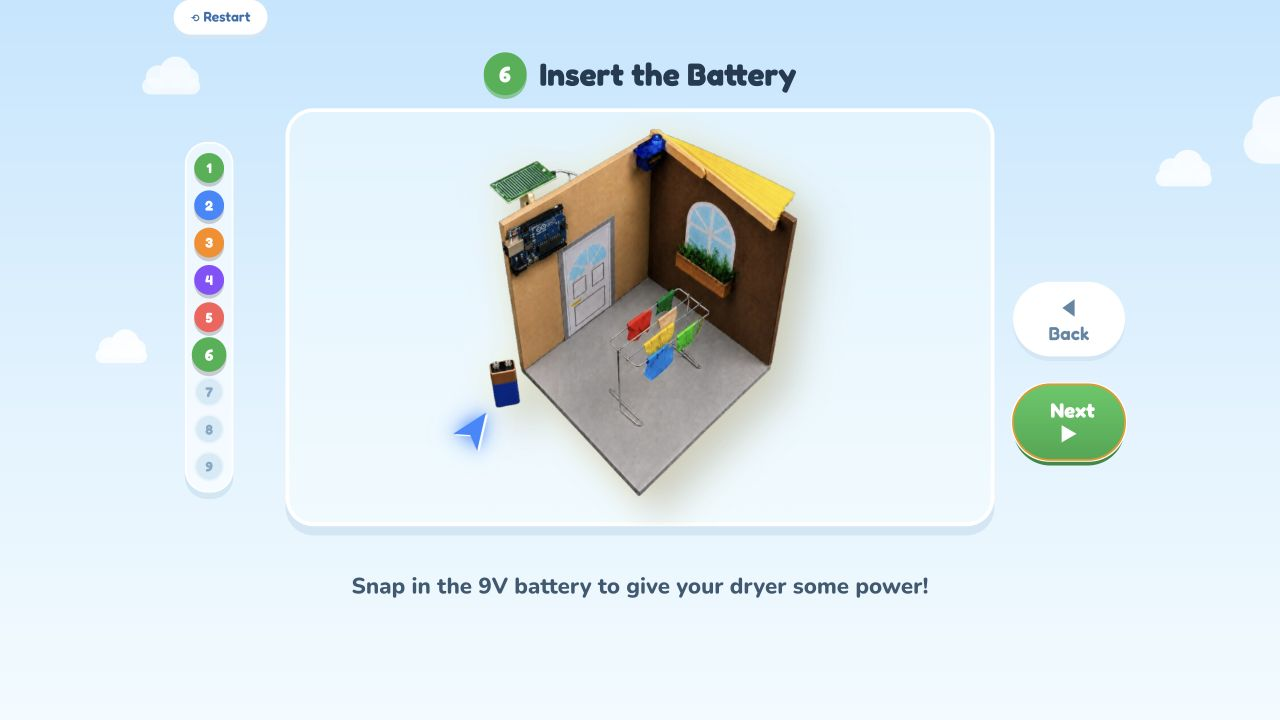 ⟲ Restart
6 Insert the Battery
1
2
3
4
5
6
7
8
9
Back
Next
Snap in the 9V battery to give your dryer some power!